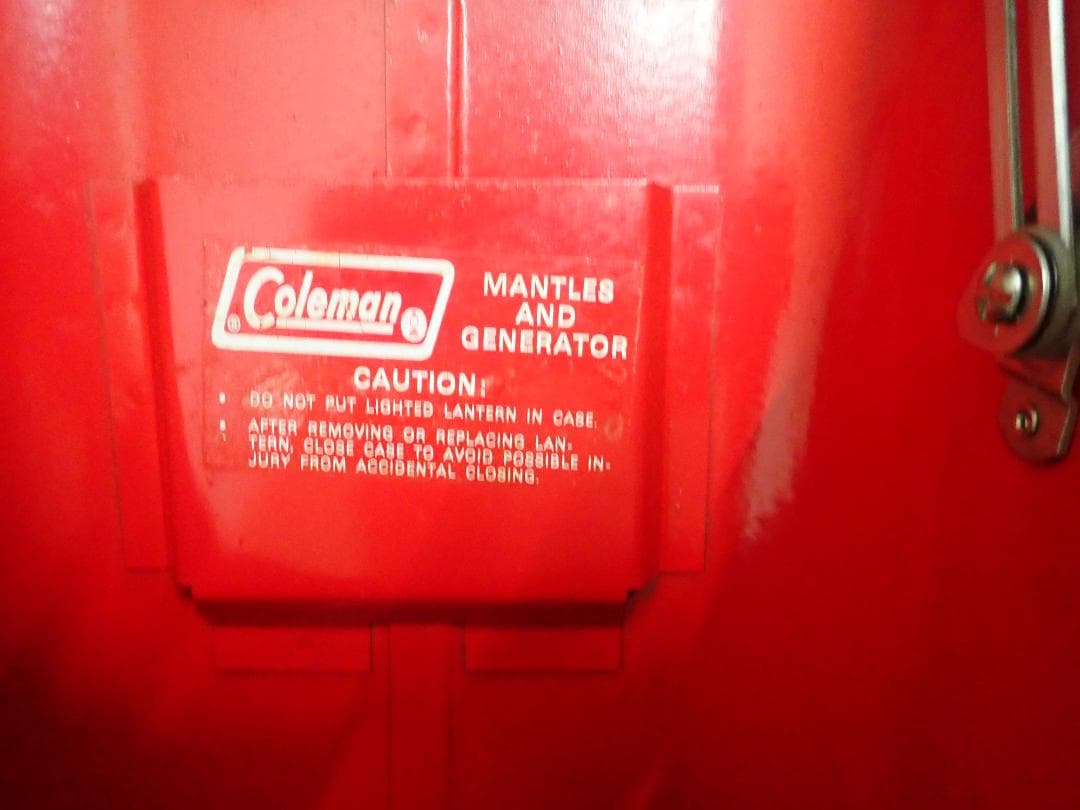 Coleman
MANTLES
AND
GENERATOR
CAUTION:
• DO NOT PUT LIGHTED LANTERN IN CASE.
• AFTER REMOVING OR REPLACING LAN-
TERN, CLOSE CASE TO AVOID POSSIBLE IN-
JURY FROM ACCIDENTAL CLOSING.